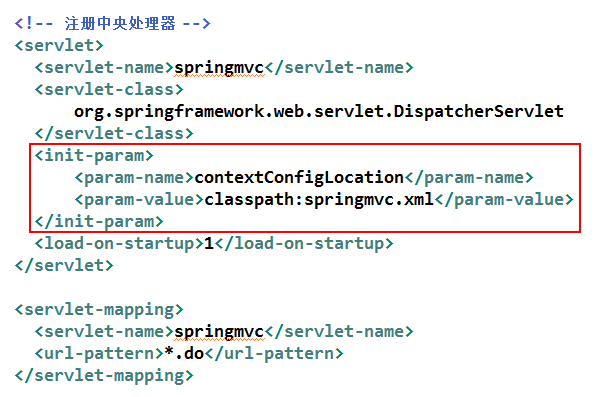 <!-- 注册中央处理器 -->
<servlet>
<servlet-name>springmvc</servlet-name>
<servlet-class>
org.springframework.web.servlet.DispatcherServlet
</servlet-class>
<init-param>
<param-name>contextConfigLocation</param-name>
<param-value>classpath:springmvc.xml</param-value>
</init-param>
<load-on-startup>1</load-on-startup>
</servlet>
<servlet-mapping>
<servlet-name>springmvc</servlet-name>
<url-pattern>*.do</url-pattern>
</servlet-mapping>